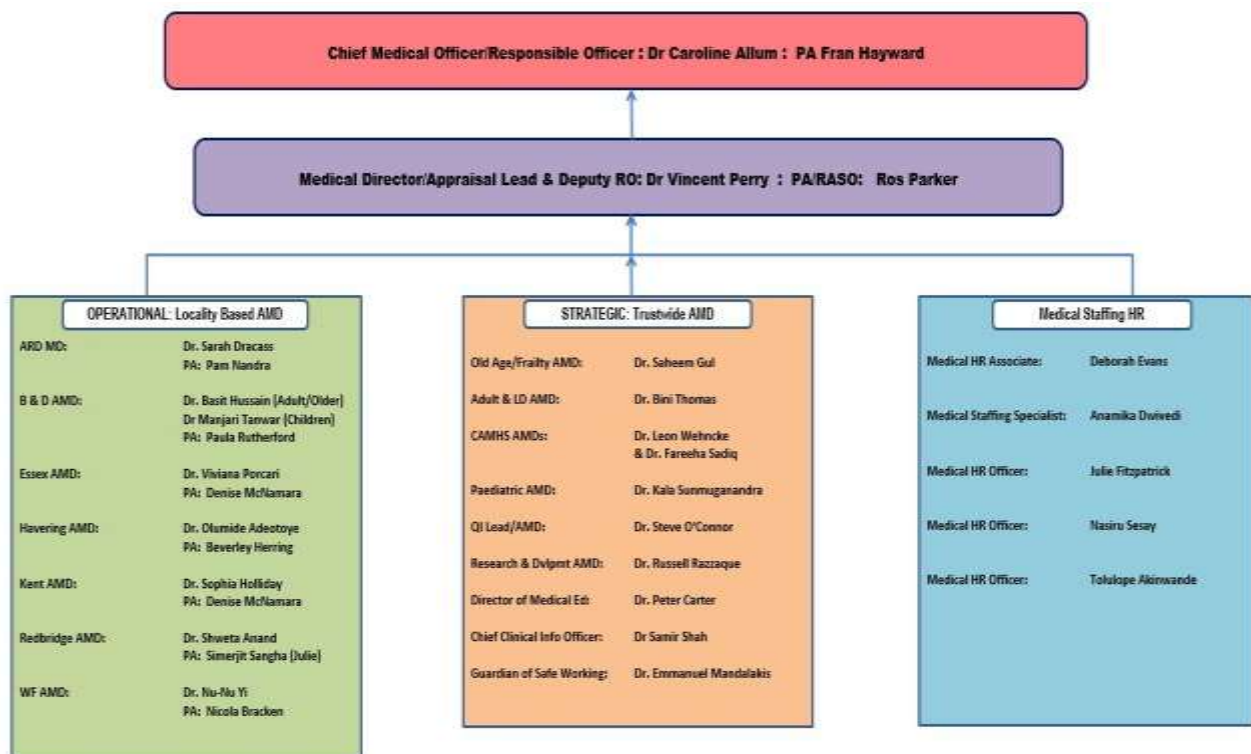 Chief Medical Officer/Responsible Officer : Dr Caroline Allum : PA Fran Hayward
Medical Director/Appraisal Lead & Deputy RO: Dr Vincent Perry : PA/RASO: Ros Parker
OPERATIONAL: Locality Based AMD
ARD MD: Dr. Sarah Dracass
PA: Pam Nandra
B & D AMD: Dr. Basit Hussain (Adult/Older)
Dr Manjari Tanwar (Children)
PA: Paula Rutherford
Essex AMD: Dr. Viviana Porcari
PA: Denise McNamara
Havering AMD: Dr. Olumide Adeotoye
PA: Beverley Herring
Kent AMD: Dr. Sophia Holliday
PA: Denise McNamara
Redbridge AMD: Dr. Shweta Anand
PA: Simerjit Sangha (Julie)
WF AMD: Dr. Nu-Nu Yi
PA: Nicola Bracken
STRATEGIC: Trustwide AMD
Old Age/Frailty AMD: Dr. Saheem Gul
Adult & LD AMD: Dr. Bini Thomas
CAMHS AMDs: Dr. Leon Wehncke
& Dr. Fareeha Sadiq
Paediatric AMD: Dr. Kala Sunmuganandra
QI Lead/AMD: Dr. Steve O'Connor
Research & Dvlpmt AMD: Dr. Russell Razzaque
Director of Medical Ed: Dr. Peter Carter
Chief Clinical Info Officer: Dr Samir Shah
Guardian of Safe Working: Dr. Emmanuel Mandalakis
Medical Staffing HR
Medical HR Associate: Deborah Evans
Medical Staffing Specialist: Anamika Dwivedi
Medical HR Officer: Julie Fitzpatrick
Medical HR Officer: Nasiru Sesay
Medical HR Officer: Tolulope Akinwande